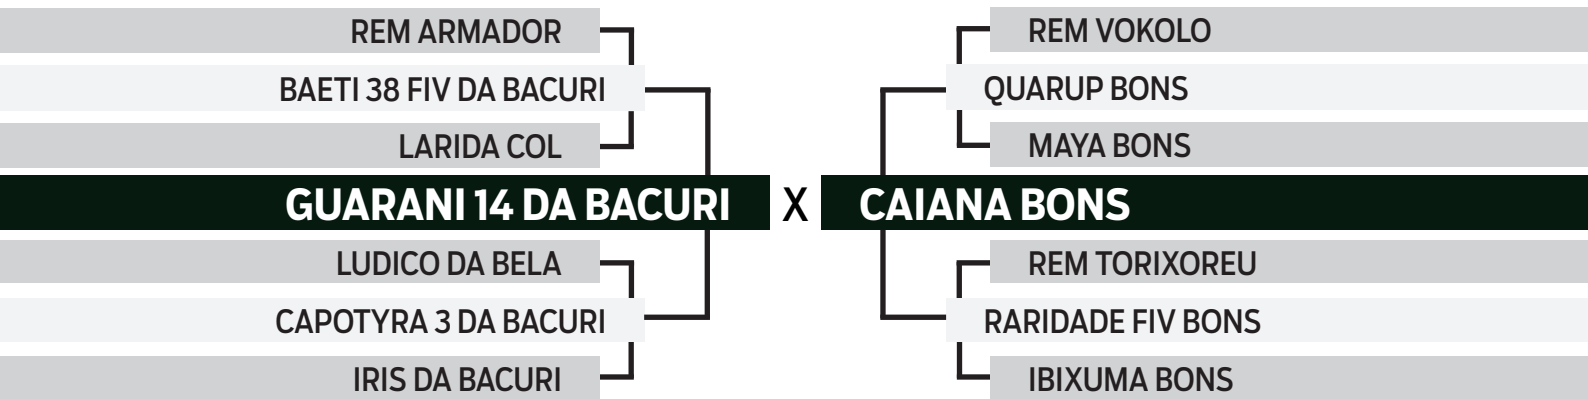 REM ARMADOR
BAETI 38 FIV DA BACURI
LARIDA COL
GUARANI 14 DA BACURI
LUDICO DA BELA
CAPOTYRA 3 DA BACURI
IRIS DA BACURI
X
REM VOKOLO
QUARUP BONS
MAYA BONS
CAIANA BONS
REM TORIXOREU
RARIDADE FIV BONS
IBIXUMA BONS